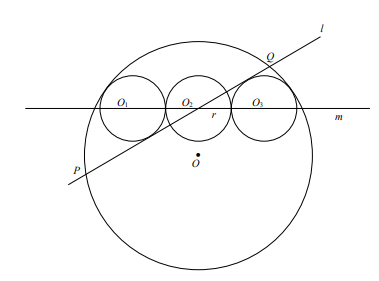 l
Q
O₁ O₂ O₃
r m
P O